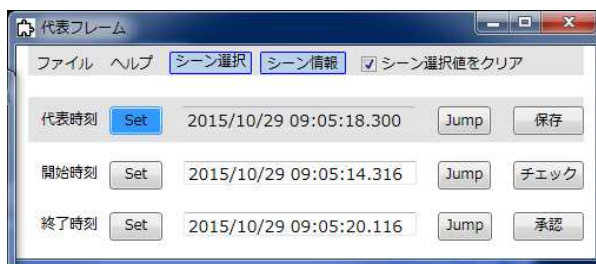 代表フレーム
ファイル ヘルプ シーン選択 シーン情報 シーン選択値をクリア
代表時刻 Set 2015/10/29 09:05:18.300 Jump 保存
開始時刻 Set 2015/10/29 09:05:14.316 Jump チェック
終了時刻 Set 2015/10/29 09:05:20.116 Jump 承認